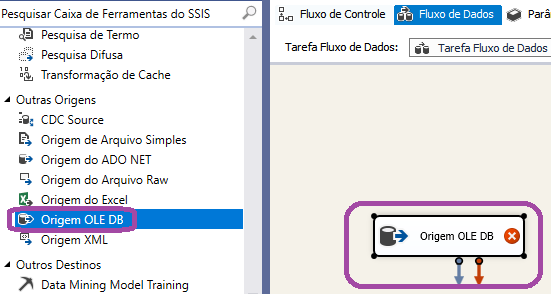 Pesquisar Caixa de Ferramentas do SSIS
Pesquisa de Termo
Pesquisa Difusa
Transformação de Cache
Outras Origens
CDC Source
Origem de Arquivo Simples
Origem do ADO NET
Origem do Arquivo Raw
Origem do Excel
Origem OLE DB
Origem XML
Outros Destinos
Data Mining Model Training
Fluxo de Controle
Fluxo de Dados
Parâ
Tarefa Fluxo de Dados:
Tarefa Fluxo de Dados
Origem OLE DB